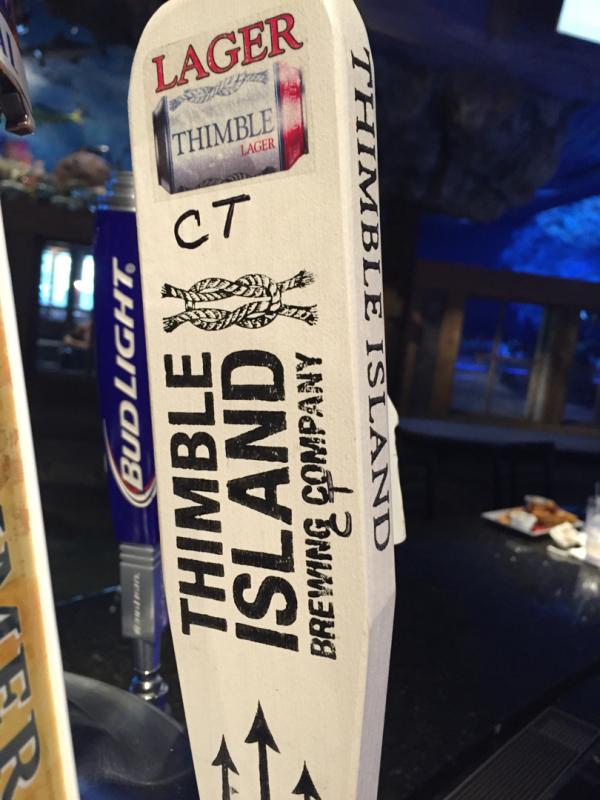 LAGER
THIMBLE
LAGER
CT
THIMBLE
ISLAND
BREWING COMPANY
CT
THIMBLE ISLAND
BUD LIGHT